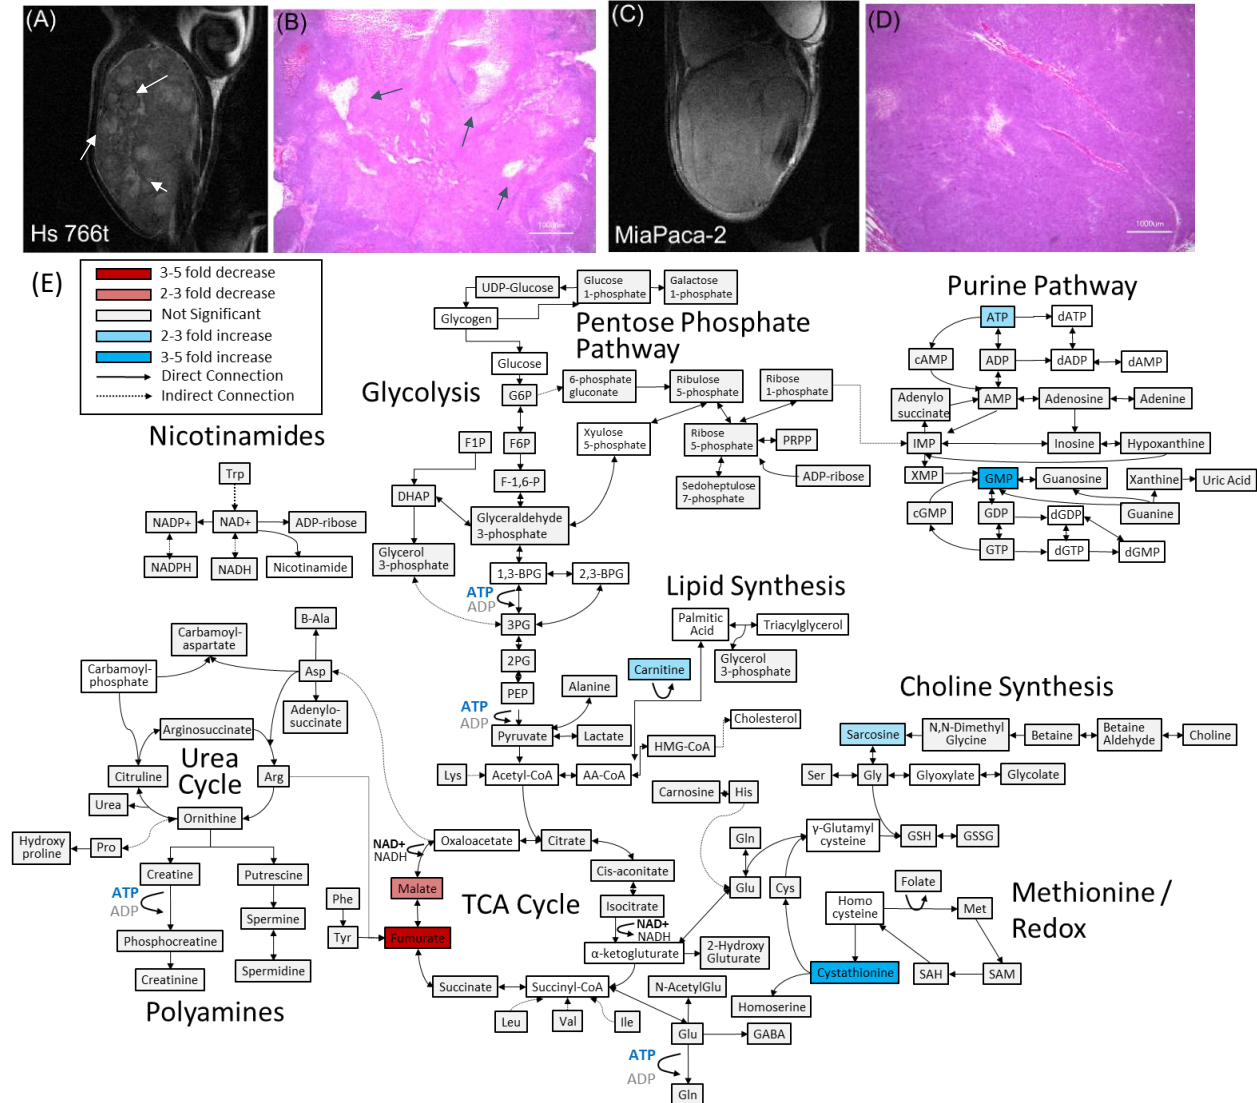 (A)
Hs 766t
(B)
1000um
(C)
MiaPaca-2
(D)
1000um
(E)
3-5 fold decrease
2-3 fold decrease
Not Significant
2-3 fold increase
3-5 fold increase
Direct Connection
Indirect Connection
UDP-Glucose
Glucose
1-phosphate
Galactose
1-phosphate
Glycogen
Pentose Phosphate
Pathway
Glucose
Glycolysis
G6P
6-phosphate
gluconate
Ribulose
5-phosphate
Ribose
1-phosphate
F1P
F6P
Xyulose
5-phosphate
Ribose
5-phosphate
PRPP
F-1,6-P
Sedoheptulose
7-phosphate
ADP-ribose
DHAP
Glyceraldehyde
3-phosphate
Glycerol
3-phosphate
1,3-BPG
2,3-BPG
ATP
ADP
3PG
2PG
PEP
ATP
ADP
Pyruvate
Alanine
Lactate
Purine Pathway
ATP
dATP
cAMP
ADP
dADP
dAMP
Adenylo
succinate
AMP
Adenosine
Adenine
IMP
Inosine
Hypoxanthine
XMP
GMP
Guanosine
Xanthine
Uric Acid
cGMP
GDP
dGDP
Guanine
GTP
dGTP
dGMP
Nicotinamides
Trp
NADP+
NAD+
ADP-ribose
NADPH
NADH
Nicotinamide
Lipid Synthesis
Palmitic
Acid
Triacylglycerol
Carnitine
Glycerol
3-phosphate
Cholesterol
HMG-CoA
Lys
Acetyl-CoA
AA-CoA
B-Ala
Carbamoyl-
aspartate
Carbamoyl-
phosphate
Asp
Adenylo-
succinate
Arginosuccinate
Urea
Cycle
Citruline
Arg
Urea
Ornithine
Hydroxy
proline
Pro
Creatine
Putrescine
ATP
ADP
Spermine
Phosphocreatine
Creatinine
Spermidine
Polyamines
Choline Synthesis
Sarcosine
N,N-Dimethyl
Glycine
Betaine
Betaine
Aldehyde
Choline
Ser
Gly
Glyoxylate
Glycolate
Carnosine
His
γ-Glutamyl
cysteine
GSH
GSSG
Gln
Glu
Cys
Folate
Homo
cysteine
Met
Methionine /
Redox
Cystathionine
SAH
SAM
Homoserine
NAD+
NADH
Oxaloacetate
Citrate
Cis-aconitate
Malate
TCA Cycle
Isocitrate
NAD+
NADH
Phe
Tyr
Fumurate
α-ketogluturate
2-Hydroxy
Gluturate
Succinate
Succinyl-CoA
N-AcetylGlu
Leu
Val
Ile
Glu
GABA
ATP
ADP
Gln